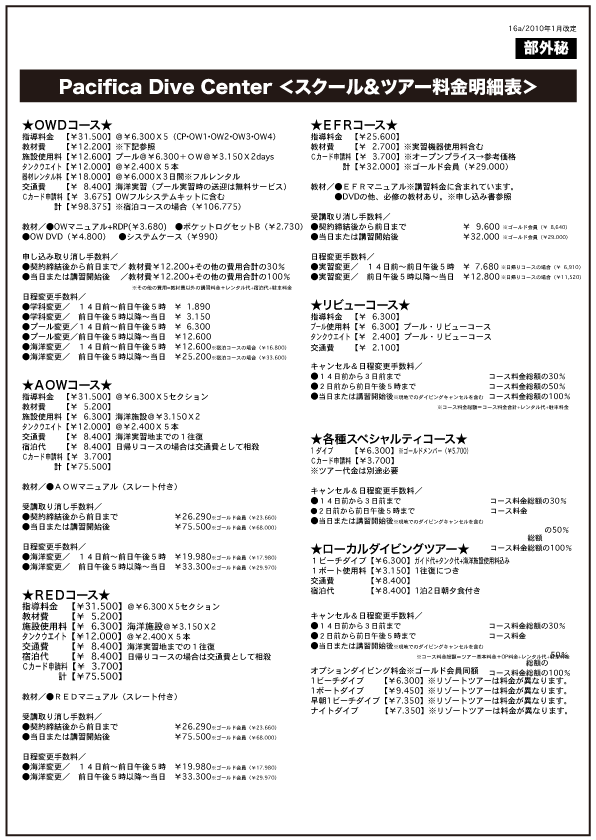 16a/2010年1月改定
部外秘
Pacifica Dive Center ＜スクール&ツアー料金明細表＞
★OWDコース★
指導料金 【￥31.500】@￥6.300×5（CP･OW1･OW2･OW3･OW4）
教材費 【￥12.200】※下記参照
施設使用料【￥12.600】プール@￥6.300＋OW@￥3.150×2days
タンクウエイト【￥12.000】@￥2.400×５本
器材レンタル料【￥18.000】@￥6.000×3日間※フルレンタル
交通費 【￥ 8.400】海洋実習（プール実習時の送迎は無料サービス）
Ｃカード申請料【￥ 3.675】OWフルシステムキットに含む
計【￥98.375】※宿泊コースの場合（￥106.775）
教材／●OWマニュアル+RDP(￥3.680) ●ポケットログセットB（￥2.730）
●OW DVD（￥4.800） ●システムケース（￥990）
申し込み取り消し手数料／
●契約締結後から前日まで／教材費￥12.200+その他の費用合計の30%
●当日または講習開始後 ／教材費￥12.200+その他の費用合計の100%
※その他の費用=教材費以外の講習料金+レンタル代+宿泊代+駐車料金
日程変更手数料／
●学科変更／ １４日前〜前日午後５時 ￥ 1.890
●学科変更／ 前日午後５時以降〜当日 ￥ 3.150
●プール変更／１４日前〜前日午後５時 ￥ 6.300
●プール変更／前日午後５時以降〜当日 ￥12.600
●海洋変更／ １４日前〜前日午後５時 ￥12.600※宿泊コースの場合（￥16.800）
●海洋変更／ 前日午後５時以降〜当日 ￥25.200※宿泊コースの場合（￥33.600）
★AOWコース★
指導料金 【￥31.500】@￥6.300×5セクション
教材費 【￥ 5.200】
施設使用料【￥ 6.300】海洋施設@￥3.150×2
タンクウエイト【￥12.000】@￥2.400×５本
交通費 【￥ 8.400】海洋実習地までの１往復
宿泊代 【￥ 8.400】日帰りコースの場合は交通費として相殺
Ｃカード申請料【￥ 3.700】
計【￥75.500】
教材／●ＡＯＷマニュアル（スレート付き）
受講取り消し手数料／
●契約締結後から前日まで ￥26.290※ゴールド会員（￥23.660）
●当日または講習開始後 ￥75.500※ゴールド会員（￥68.000）
日程変更手数料／
●海洋変更／ １４日前〜前日午後５時 ￥19.980※ゴールド会員（￥17.980）
●海洋変更／ 前日午後５時以降〜当日 ￥33.300※ゴールド会員（￥29.970）
★REDコース★
指導料金 【￥31.500】@￥6.300×5セクション
教材費 【￥ 5.200】
施設使用料【￥ 6.300】海洋施設@￥3.150×2
タンクウエイト【￥12.000】@￥2.400×５本
交通費 【￥ 8.400】海洋実習地までの１往復
宿泊代 【￥ 8.400】日帰りコースの場合は交通費として相殺
Ｃカード申請料【￥ 3.700】
計【￥75.500】
教材／●ＲＥＤマニュアル（スレート付き）
受講取り消し手数料／
●契約締結後から前日まで ￥26.290※ゴールド会員（￥23.660）
●当日または講習開始後 ￥75.500※ゴールド会員（￥68.000）
日程変更手数料／
●海洋変更／ １４日前〜前日午後５時 ￥19.980※ゴールド会員（￥17.980）
●海洋変更／ 前日午後５時以降〜当日 ￥33.300※ゴールド会員（￥29.970）
★EFRコース★
指導料金 【￥25.600】
教材費 【￥ 2.700】※実習機器使用料含む
Ｃカード申請料【￥ 3.700】※オープンプライス→参考価格
計【￥32.000】※ゴールド会員（￥29.000）
教材／●ＥＦＲマニュアル※講習料金に含まれています。
●DVDの他、必修の教材あり。※申し込み書参照
受講取り消し手数料／
●契約締結後から前日まで ￥ 9.600 ※ゴールド会員（￥ 8,640）
●当日または講習開始後 ￥32.000 ※ゴールド会員（￥29.000）
日程変更手数料／
●実習変更／ １４日前〜前日午後５時 ￥ 7.680 ※日帰りコースの場合（￥ 6,910）
●実習変更／ 前日午後５時以降〜当日 ￥12.800 ※日帰りコースの場合（￥11,520）
★リビューコース★
指導料金 【￥ 6.300】
プール使用料【￥ 6.300】プール・リビューコース
タンクウエイト【￥ 2.400】プール・リビューコース
交通費 【￥ 2.100】
キャンセル＆日程変更手数料／
●１４日前から３日前まで コース料金総額の30%
●２日前から前日午後５時まで コース料金総額の50%
●当日または講習開始後※現地でのダイビングキャンセルを含む コース料金総額の100%
※コース料金総額＝コース料金合計+レンタル代+駐車料金
★各種スペシャルティコース★
１ダイブ 【￥6.300】※ゴールドメンバー（￥5,700）
Ｃカード申請料【￥3.700】
※ツアー代金は別途必要
キャンセル＆日程変更手数料／
●１４日前から３日前まで コース料金総額の30%
●２日前から前日午後５時まで コース料金
●当日または講習開始後※現地でのダイビングキャンセルを含む
の50%
総額
コース料金総額の100%
★ローカルダイビングツアー★
１ビーチダイブ【￥6.300】ガイド代+タンク代+海洋施設使用料込み
１ボート使用料【￥3.150】1往復につき
交通費 【￥8.400】
宿泊代 【￥8.400】1泊2日朝夕食付き
キャンセル＆日程変更手数料／
●１４日前から３日前まで コース料金総額の30%
●２日前から前日午後５時まで コース料金
●当日または講習開始後※現地でのダイビングキャンセルを含む
50%
総額の
コース料金総額の100%
オプションダイビング料金※ゴールド会員同額
1ビーチダイブ 【￥6.300】※リゾートツアーは料金が異なります。
1ボートダイブ 【￥9.450】※リゾートツアーは料金が異なります。
早朝1ビーチダイブ【￥7.350】※リゾートツアーは料金が異なります。
ナイトダイブ 【￥7.350】※リゾートツアーは料金が異なります。